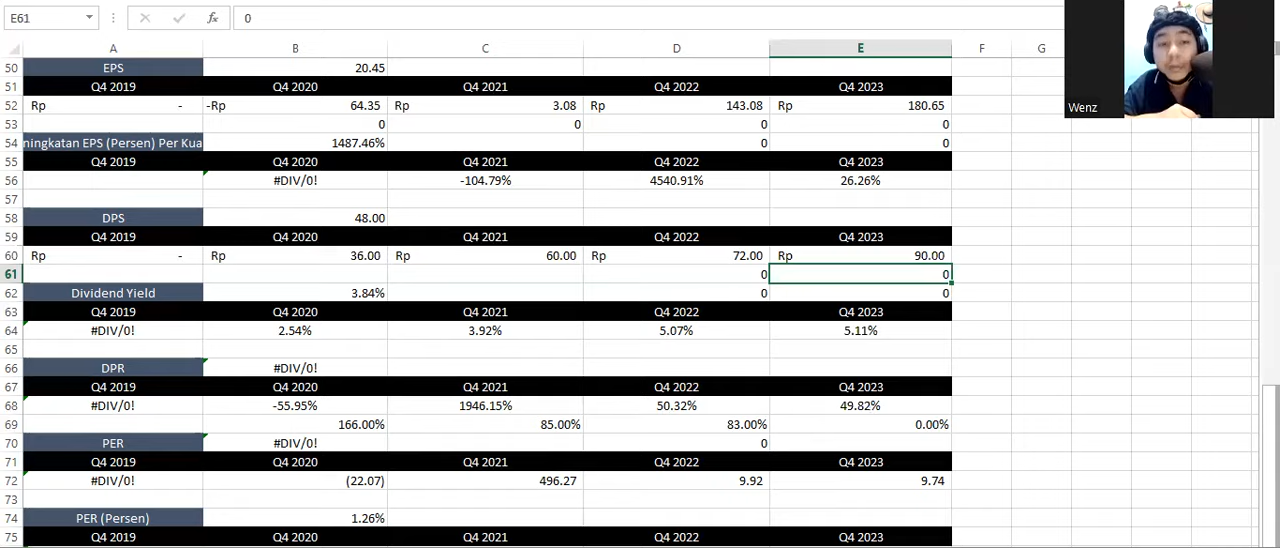 E61 fx 0
A B C D E F G
50 EPS 20.45
51 Q4 2019 Q4 2020 Q4 2021 Q4 2022 Q4 2023
52 Rp - -Rp 64.35 Rp 3.08 Rp 143.08 Rp 180.65
53 0 0 0 0
54 ningkatan EPS (Persen) Per Kua 1487.46% 0 0
55 Q4 2019 Q4 2020 Q4 2021 Q4 2022 Q4 2023
56 #DIV/0! -104.79% 4540.91% 26.26%
57
58 DPS 48.00
59 Q4 2019 Q4 2020 Q4 2021 Q4 2022 Q4 2023
60 Rp - Rp 36.00 Rp 60.00 Rp 72.00 Rp 90.00
61 0 0
62 Dividend Yield 3.84% 0 0
63 Q4 2019 Q4 2020 Q4 2021 Q4 2022 Q4 2023
64 #DIV/0! 2.54% 3.92% 5.07% 5.11%
65
66 DPR #DIV/0!
67 Q4 2019 Q4 2020 Q4 2021 Q4 2022 Q4 2023
68 #DIV/0! -55.95% 1946.15% 50.32% 49.82%
69 166.00% 85.00% 83.00% 0.00%
70 PER #DIV/0! 0
71 Q4 2019 Q4 2020 Q4 2021 Q4 2022 Q4 2023
72 #DIV/0! (22.07) 496.27 9.92 9.74
73
74 PER (Persen) 1.26%
75 Q4 2019 Q4 2020 Q4 2021 Q4 2022 Q4 2023
Wenz